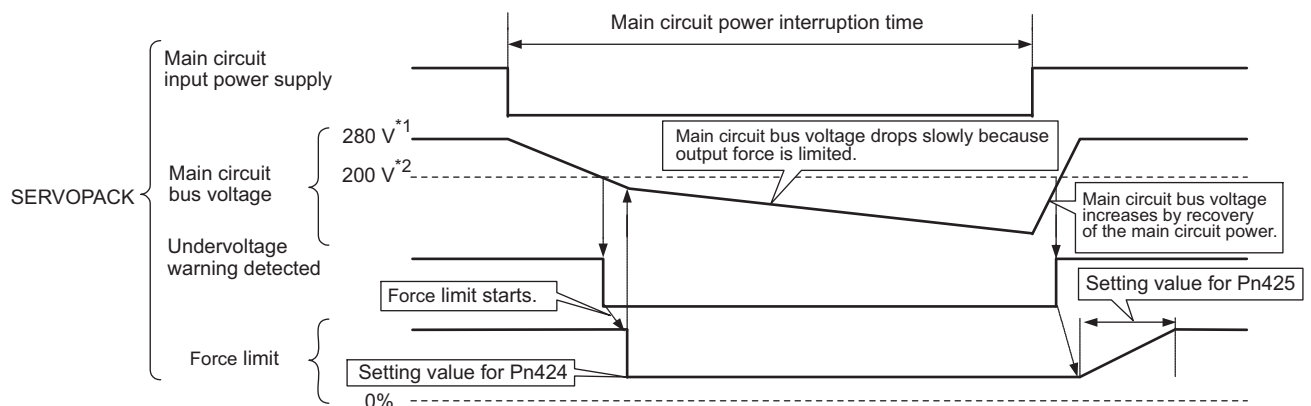 Main circuit power interruption time
Main circuit
input power supply
280 V*1
Main circuit bus voltage drops slowly because
output force is limited.
200 V*2
Main circuit
bus voltage
SERVOPACK
Main circuit bus voltage
increases by recovery
of the main circuit power.
Undervoltage
warning detected
Force limit starts.
Setting value for Pn425
Force limit
Setting value for Pn424
0%